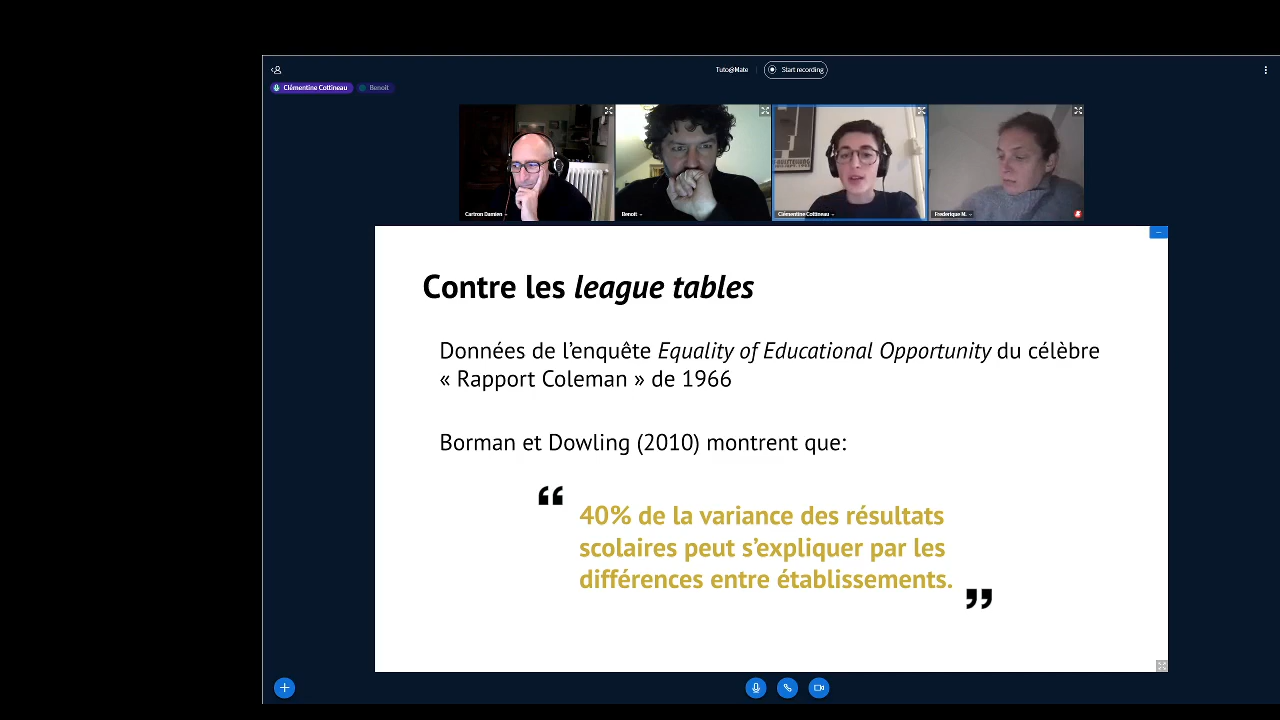 Tuto@Mate
Start recording
Clémentine Cottineau
Benoit
Cartron Damien
Benoit
Clémentine Cottineau
Frederique M.
Contre les league tables
Données de l’enquête Equality of Educational Opportunity du célèbre
« Rapport Coleman » de 1966
Borman et Dowling (2010) montrent que:
“ 40% de la variance des résultats
scolaires peut s’expliquer par les
différences entre établissements. ”